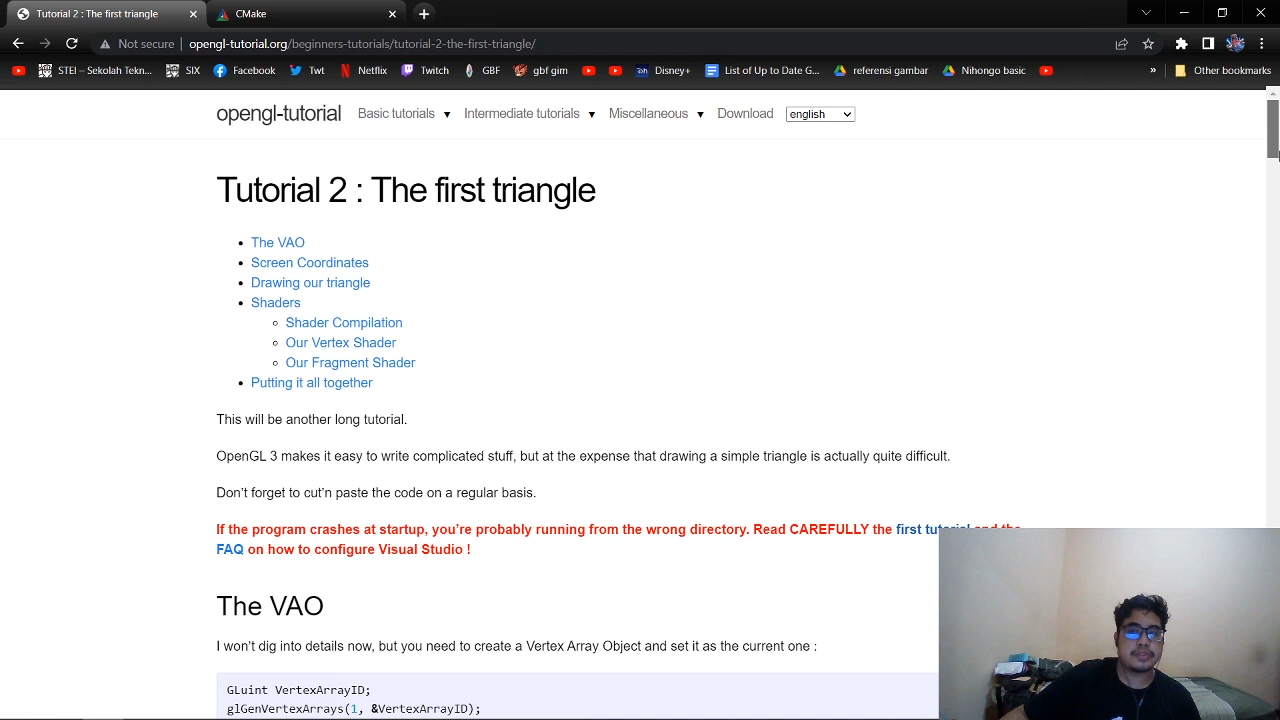 Tutorial 2 : The first triangle
CMake
Not secure
opengl-tutorial.org/beginners-tutorials/tutorial-2-the-first-triangle/
STEI – Sekolah Tekn...
SIX
Facebook
Twt
Netflix
Twitch
GBF
gbf gim
Disney+
List of Up to Date G...
referensi gambar
Nihongo basic
»
Other bookmarks
opengl-tutorial
Basic tutorials ▼
Intermediate tutorials ▼
Miscellaneous ▼
Download
english
Tutorial 2 : The first triangle
The VAO
Screen Coordinates
Drawing our triangle
Shaders
Shader Compilation
Our Vertex Shader
Our Fragment Shader
Putting it all together
This will be another long tutorial.
OpenGL 3 makes it easy to write complicated stuff, but at the expense that drawing a simple triangle is actually quite difficult.
Don’t forget to cut’n paste the code on a regular basis.
If the program crashes at startup, you’re probably running from the wrong directory. Read CAREFULLY the first tutorial and the
FAQ on how to configure Visual Studio !
The VAO
I won’t dig into details now, but you need to create a Vertex Array Object and set it as the current one :
GLuint VertexArrayID;
glGenVertexArrays(1, &VertexArrayID);